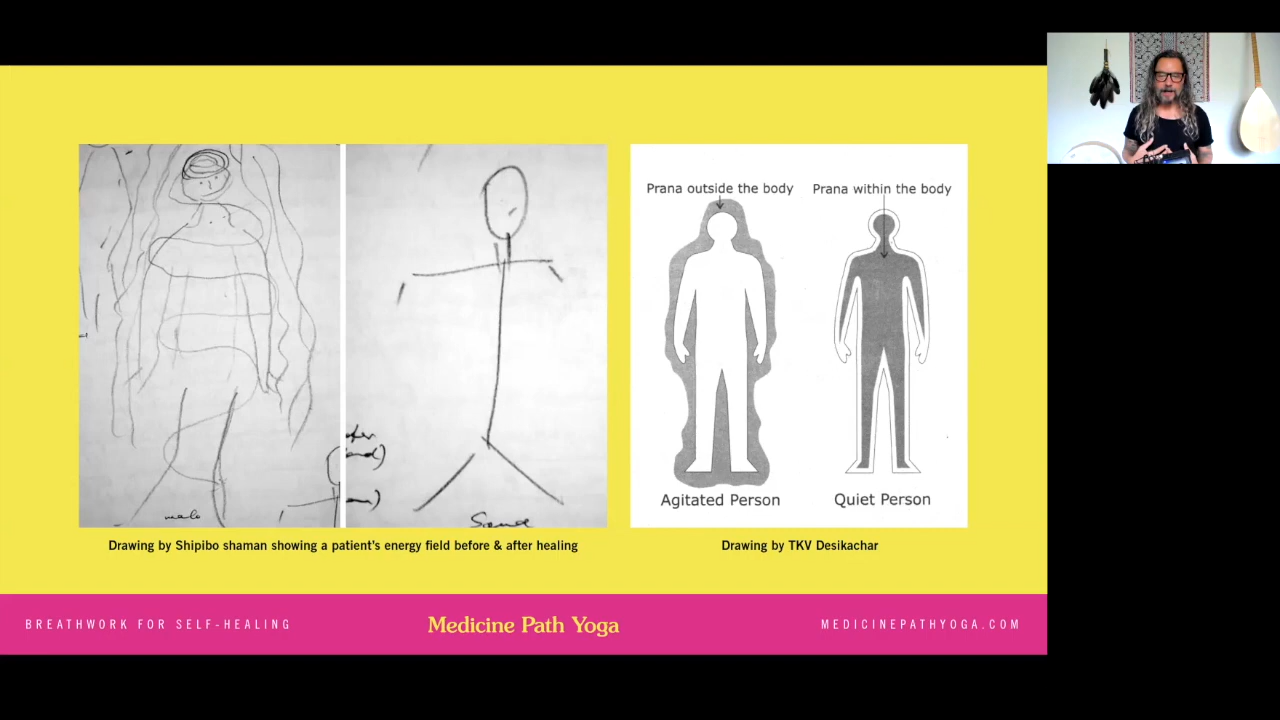 malo
Prana outside the body
Prana within the body
Agitated Person
Quiet Person
Drawing by Shipibo shaman showing a patient's energy field before & after healing
Drawing by TKV Desikachar
BREATHWORK FOR SELF-HEALING
Medicine Path Yoga
MEDICINEPATHYOGA.COM